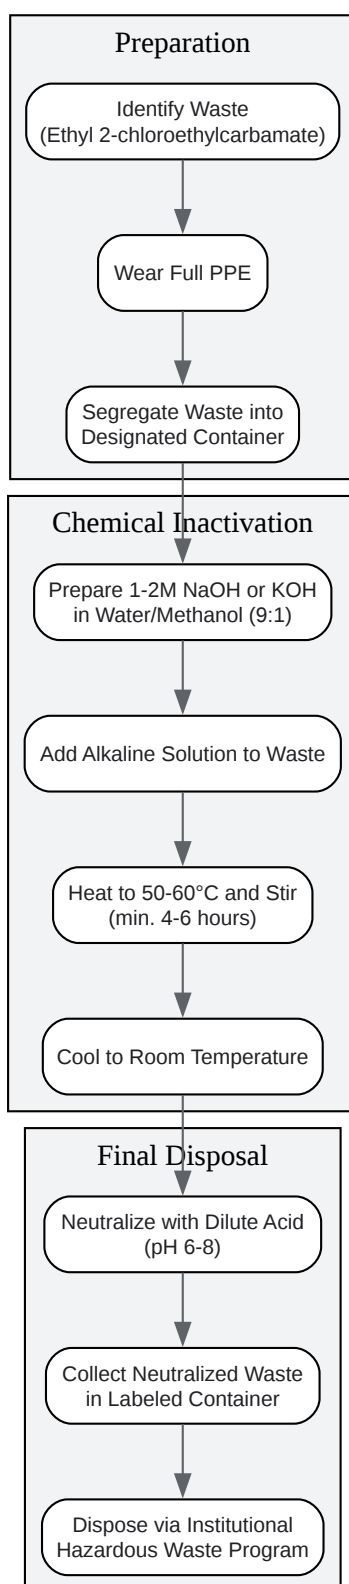 Preparation
Identify Waste
(Ethyl 2-chloroethylcarbamate)
Wear Full PPE
Segregate Waste into
Designated Container
Chemical Inactivation
Prepare 1-2M NaOH or KOH
in Water/Methanol (9:1)
Add Alkaline Solution to Waste
Heat to 50-60°C and Stir
(min. 4-6 hours)
Cool to Room Temperature
Final Disposal
Neutralize with Dilute Acid
(pH 6-8)
Collect Neutralized Waste
in Labeled Container
Dispose via Institutional
Hazardous Waste Program